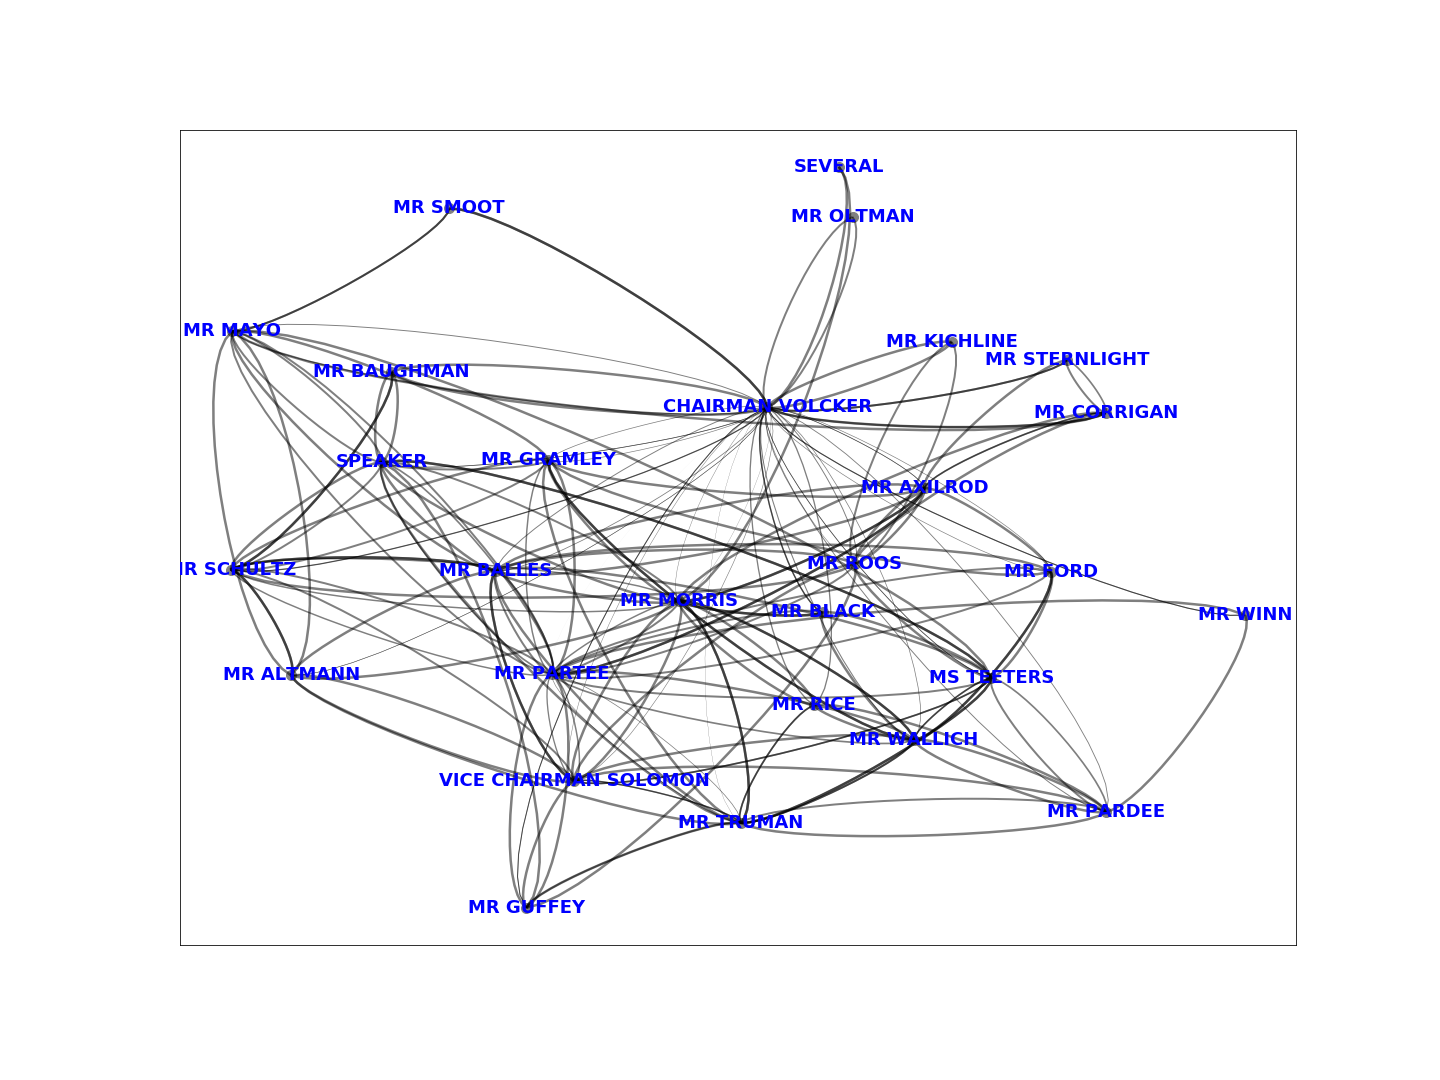 SEVERAL
MR SMOOT
MR OLTMAN
MR MAYO
MR KICHLINE
MR STERNLIGHT
MR BAUGHMAN
CHAIRMAN VOLCKER
MR CORRIGAN
SPEAKER
MR GRAMLEY
MR AXILROD
MR ROOS
MR SCHULTZ
MR BALLES
MR FORD
MR MORRIS
MR BLACK
MR WINN
MR ALTMANN
MR PARTEE
MS TEETERS
MR RICE
MR WALLICH
VICE CHAIRMAN SOLOMON
MR PARDEE
MR TRUMAN
MR GUFFEY